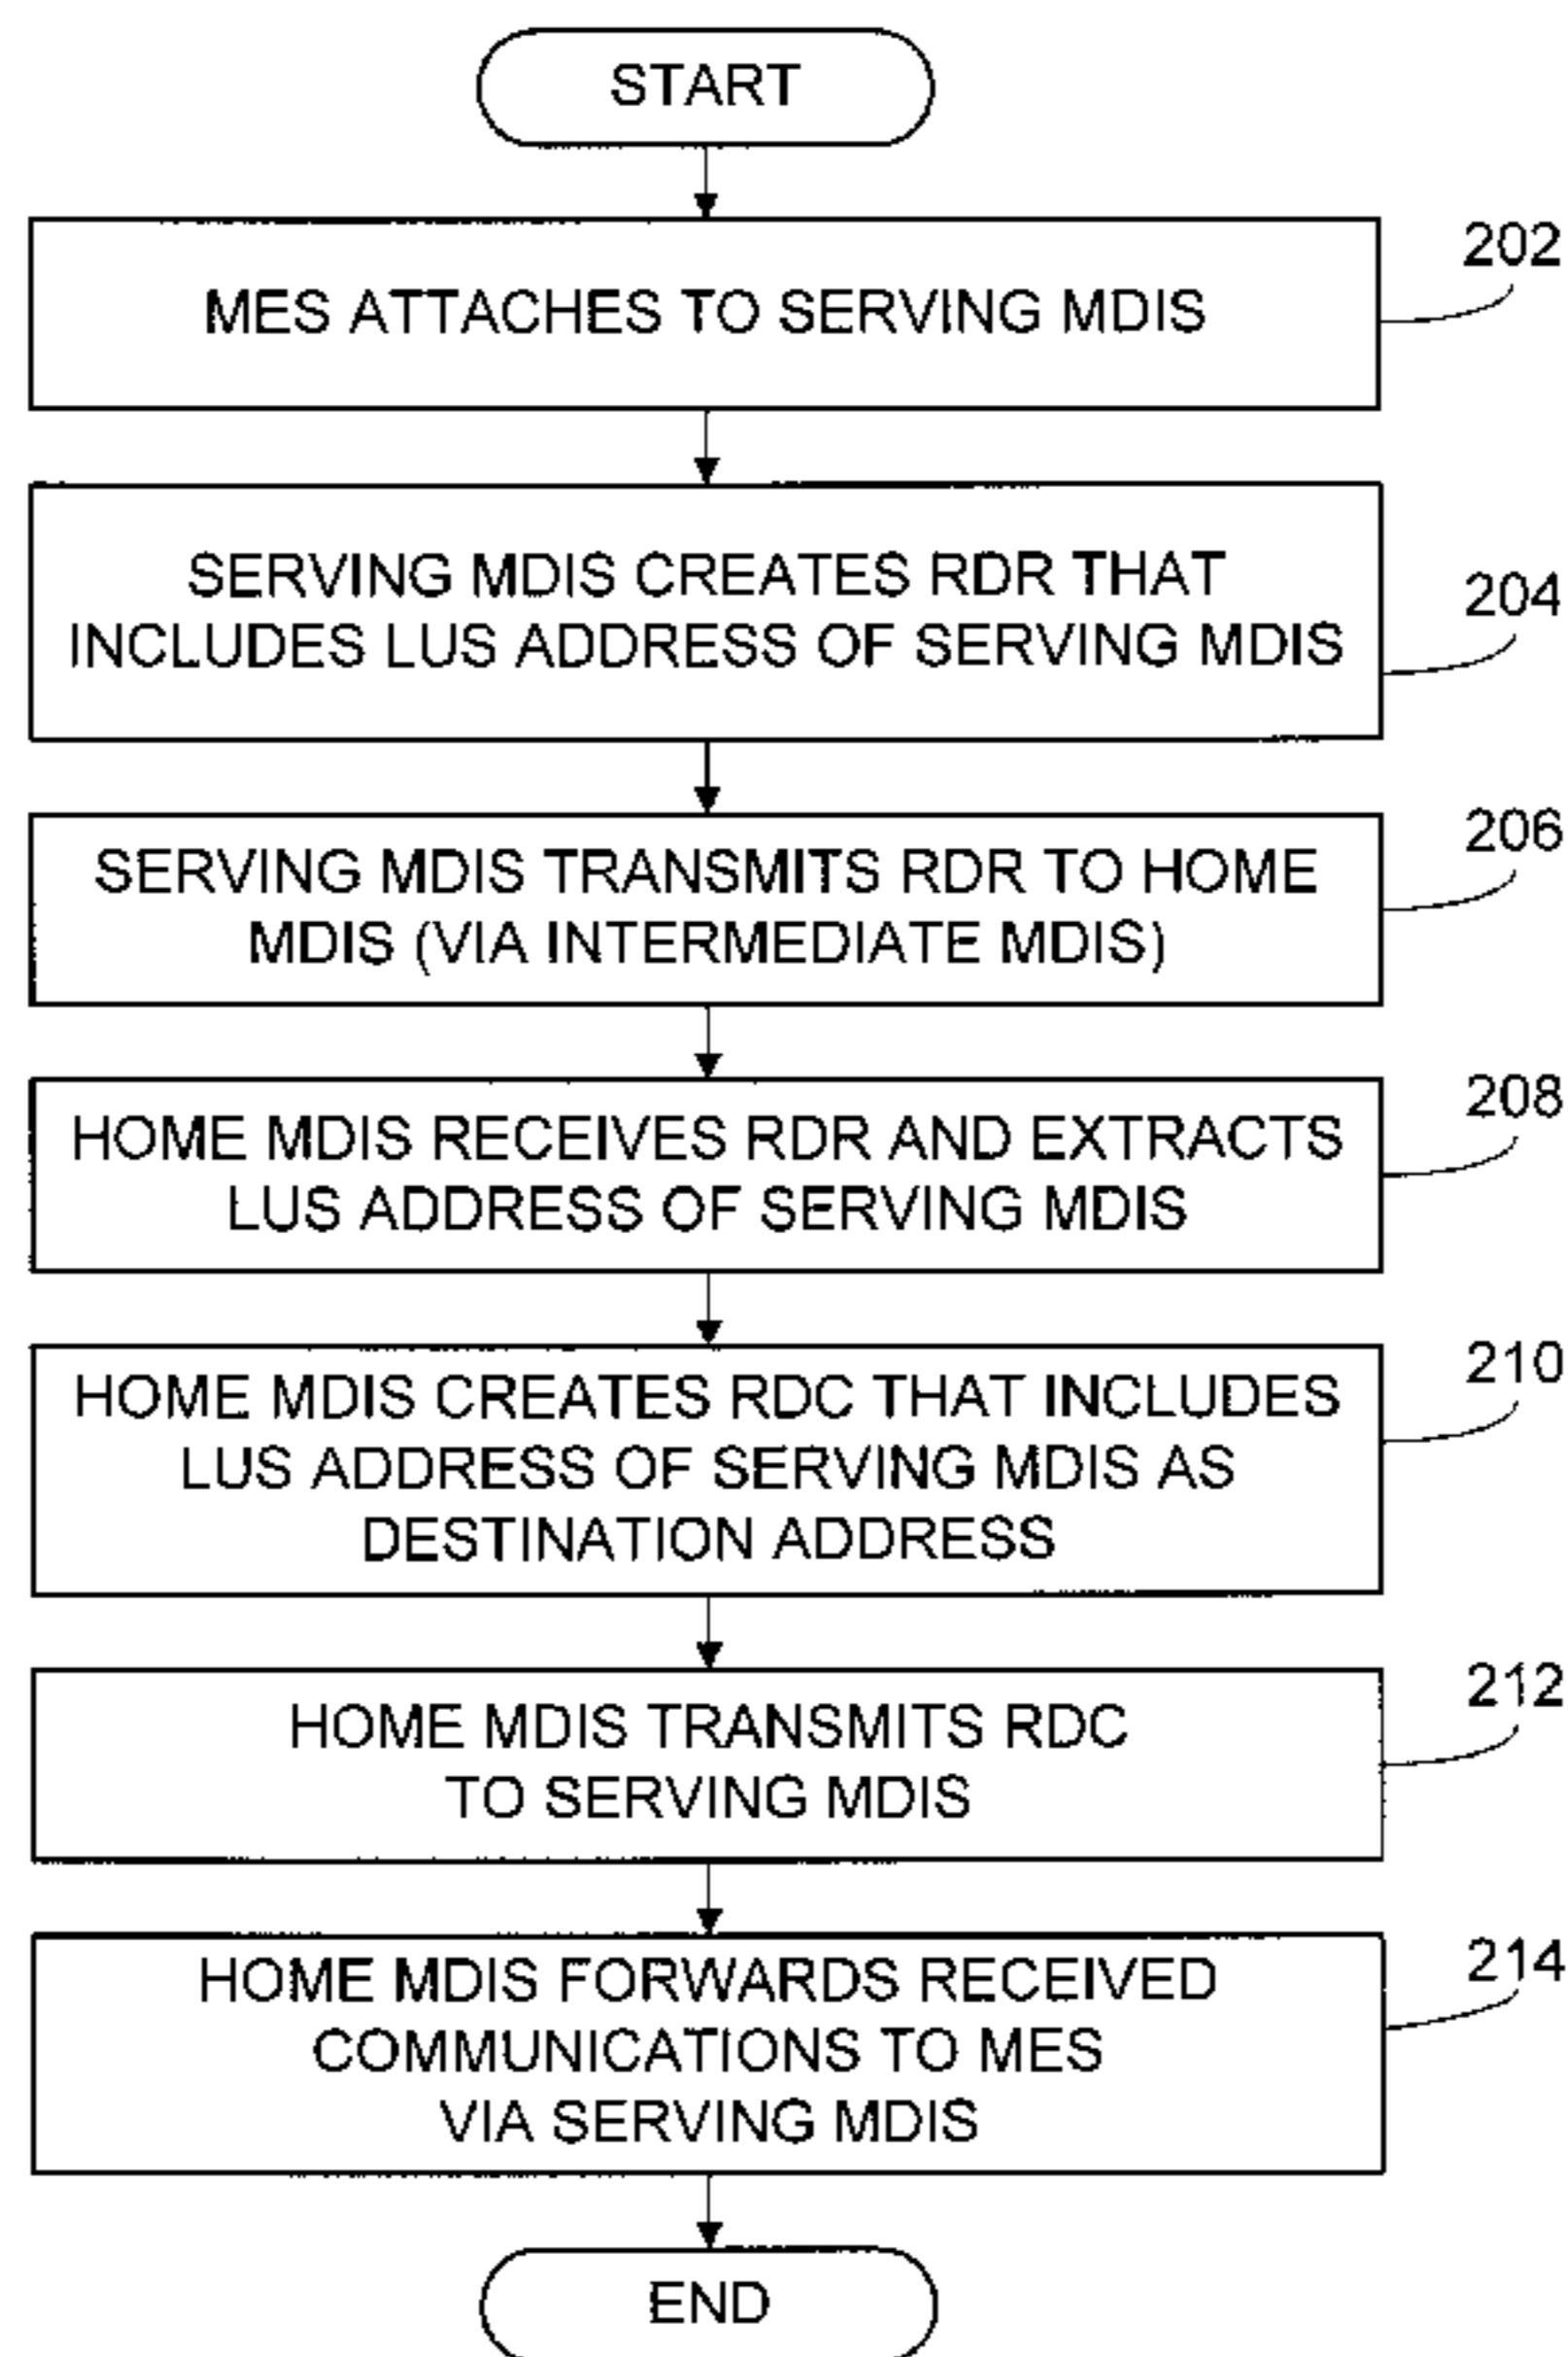 START
202
MES ATTACHES TO SERVING MDIS
204
SERVING MDIS CREATES RDR THAT
INCLUDES LUS ADDRESS OF SERVING MDIS
206
SERVING MDIS TRANSMITS RDR TO HOME
MDIS (VIA INTERMEDIATE MDIS)
208
HOME MDIS RECEIVES RDR AND EXTRACTS
LUS ADDRESS OF SERVING MDIS
210
HOME MDIS CREATES RDC THAT INCLUDES
LUS ADDRESS OF SERVING MDIS AS
DESTINATION ADDRESS
212
HOME MDIS TRANSMITS RDC
TO SERVING MDIS
214
HOME MDIS FORWARDS RECEIVED
COMMUNICATIONS TO MES
VIA SERVING MDIS
END